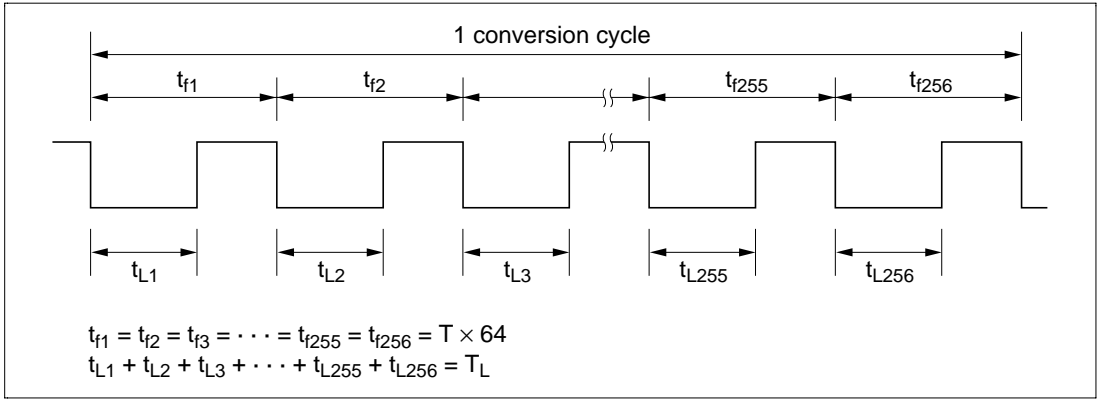 1 conversion cycle
tf1 tf2 tf255 tf256
tL1 tL2 tL3 tL255 tL256
tf1 = tf2 = tf3 = · · · = tf255 = tf256 = T × 64
tL1 + tL2 + tL3 + · · · + tL255 + tL256 = TL